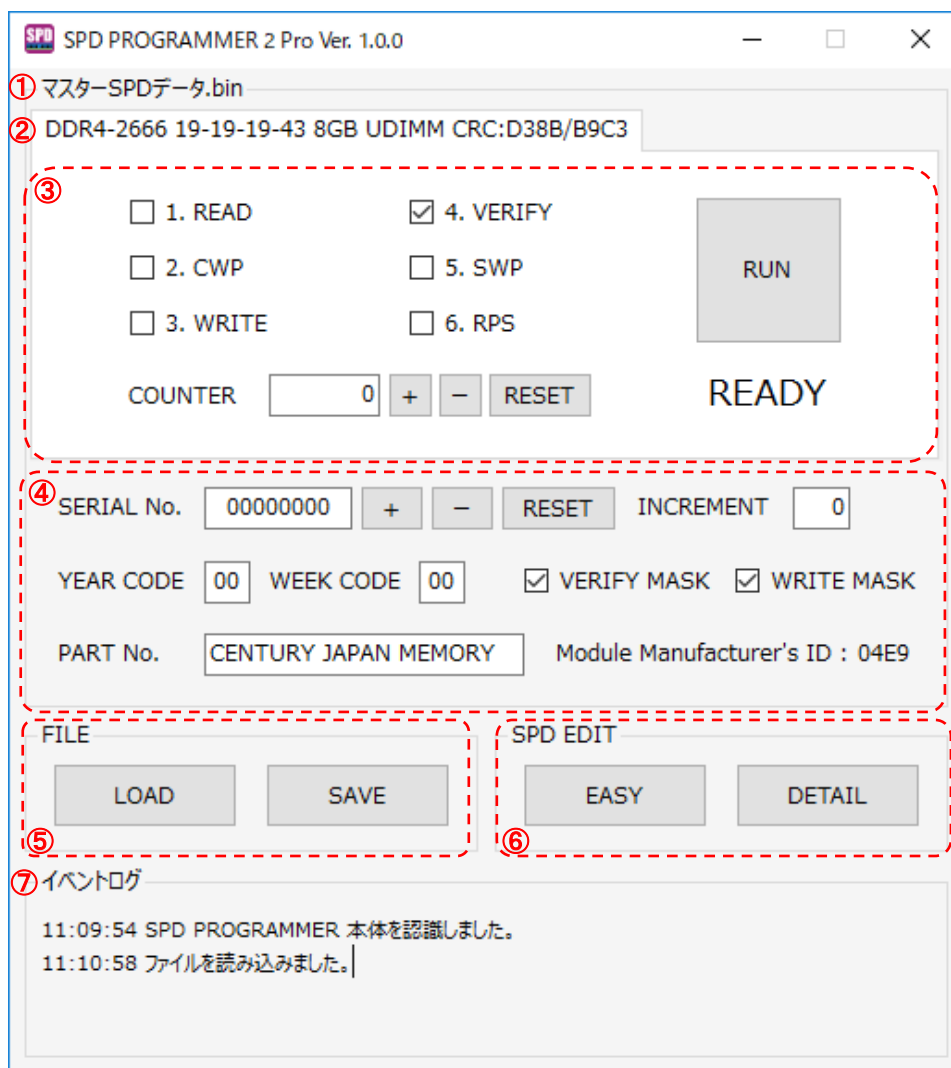 SPD SPD PROGRAMMER 2 Pro Ver. 1.0.0
① マスターSPDデータ.bin
② DDR4-2666 19-19-19-43 8GB UDIMM CRC:D38B/B9C3
③
1. READ 4. VERIFY
2. CWP 5. SWP RUN
3. WRITE 6. RPS
COUNTER 0 + − RESET READY
④ SERIAL No. 00000000 + − RESET INCREMENT 0
YEAR CODE 00 WEEK CODE 00 VERIFY MASK WRITE MASK
PART No. CENTURY JAPAN MEMORY Module Manufacturer's ID : 04E9
FILE SPD EDIT
LOAD SAVE EASY DETAIL
⑤ ⑥
⑦ イベントログ
11:09:54 SPD PROGRAMMER 本体を認識しました。
11:10:58 ファイルを読み込みました。